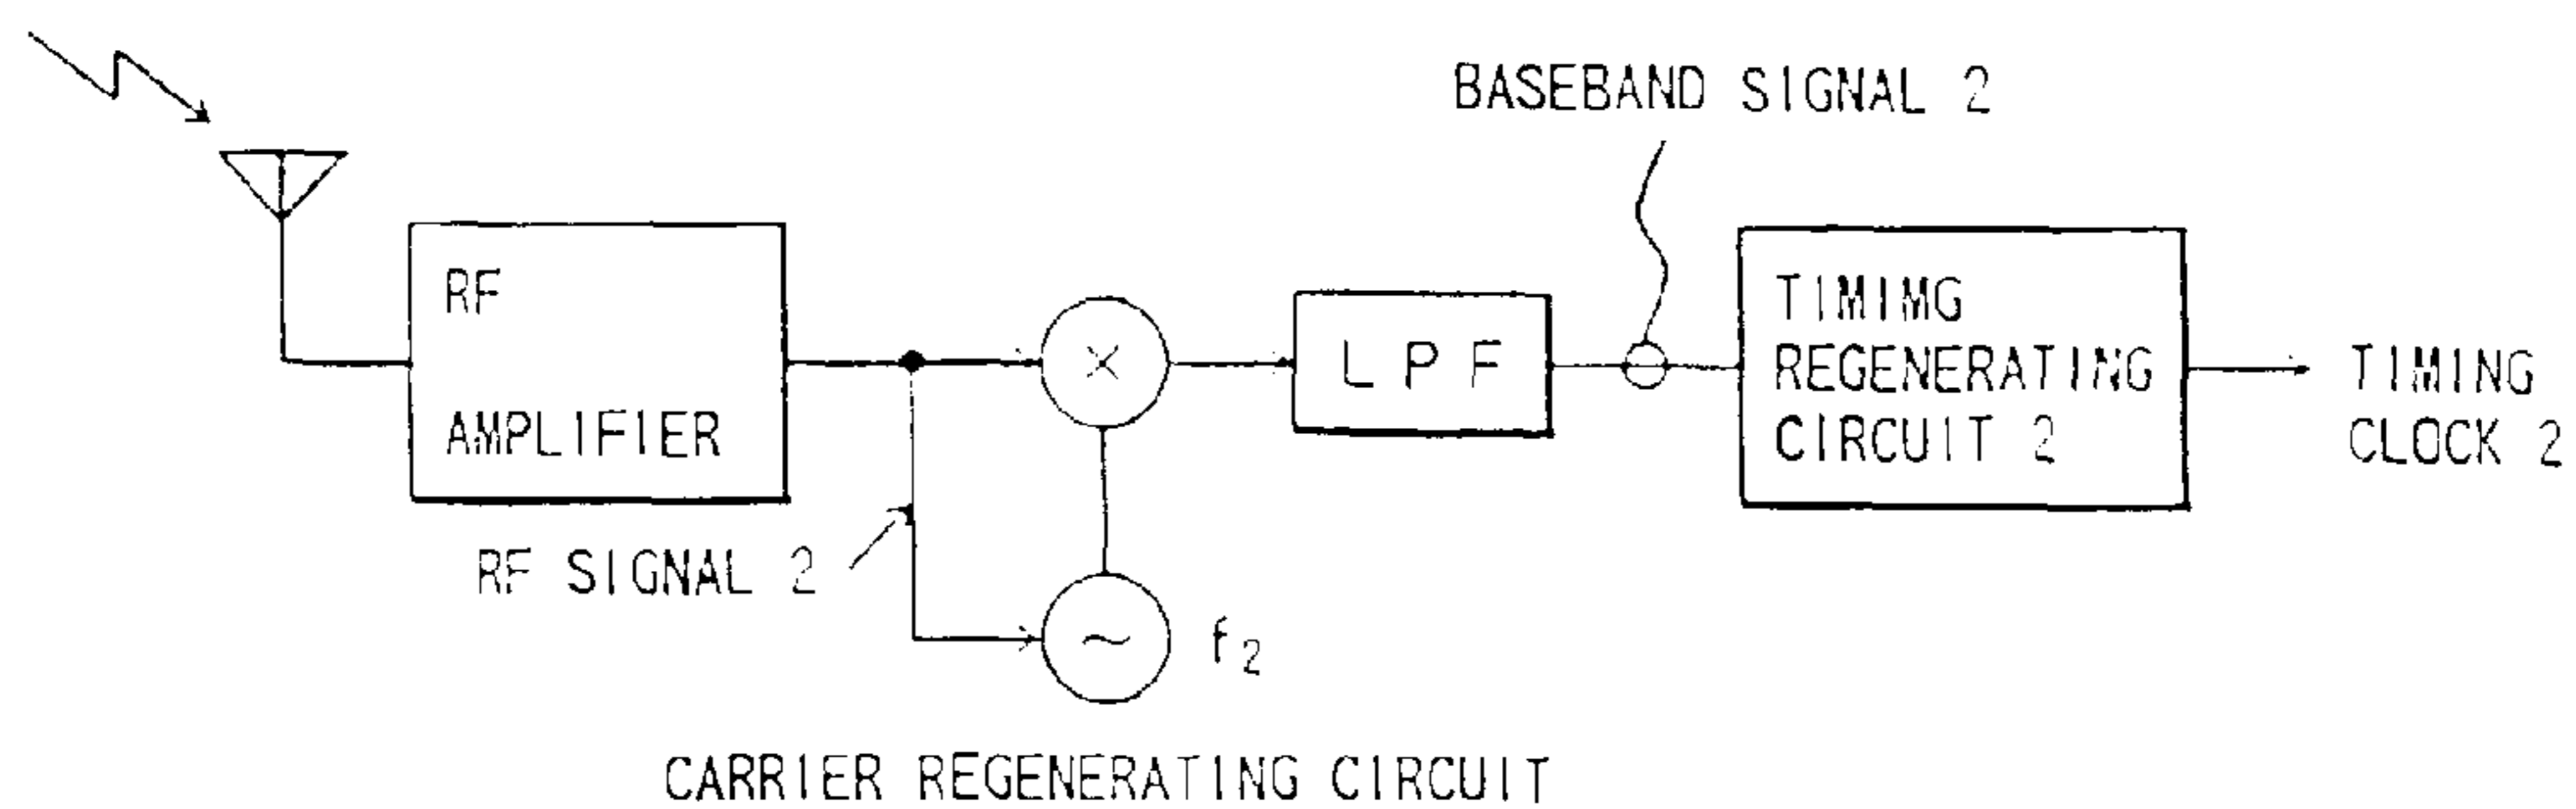 BASEBAND SIGNAL 2
RF
AMPLIFIER
×
L P F
TIMIMG
REGENERATING
CIRCUIT 2
TIMING
CLOCK 2
RF SIGNAL 2
~
f2
CARRIER REGENERATING CIRCUIT